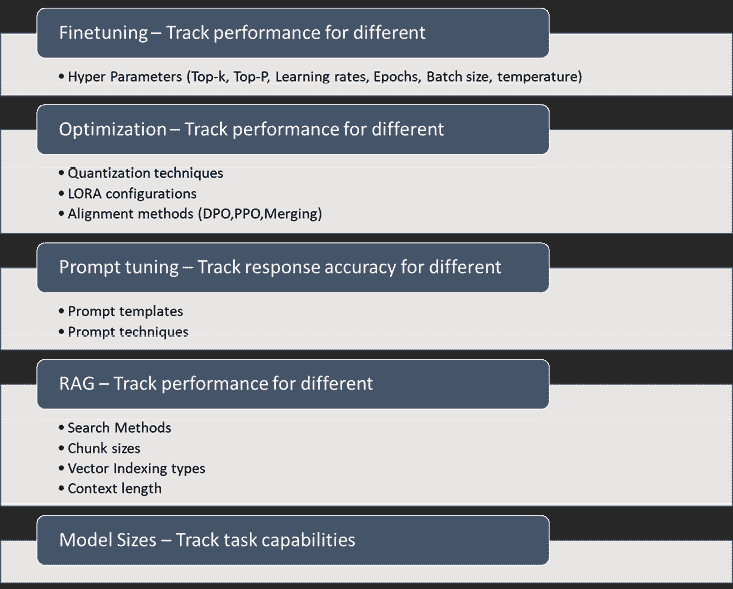 Finetuning – Track performance for different
• Hyper Parameters (Top-k, Top-P, Learning rates, Epochs, Batch size, temperature)
Optimization – Track performance for different
• Quantization techniques
• LORA configurations
• Alignment methods (DPO,PPO,Merging)
Prompt tuning – Track response accuracy for different
• Prompt templates
• Prompt techniques
RAG – Track performance for different
• Search Methods
• Chunk sizes
• Vector Indexing types
• Context length
Model Sizes – Track task capabilities